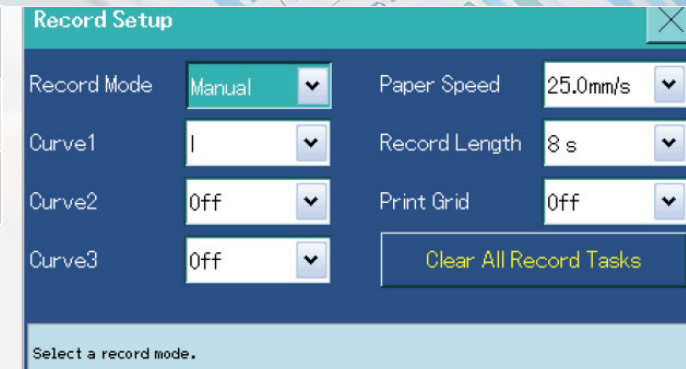 Record Setup
Record Mode Manual Paper Speed 25.0mm/s
Curve1 I Record Length 8 s
Curve2 Off Print Grid Off
Curve3 Off Clear All Record Tasks
Select a record mode.